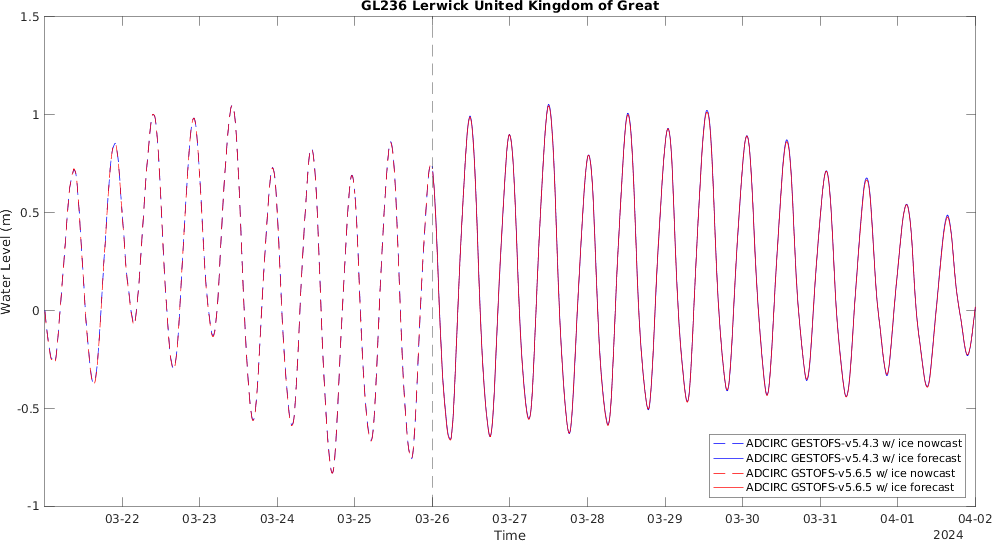 GL236 Lerwick United Kingdom of Great
Water Level (m)
1.5
1
0.5
0
-0.5
-1
ADCIRC GESTOFS-v5.4.3 w/ ice nowcast
ADCIRC GESTOFS-v5.4.3 w/ ice forecast
ADCIRC GSTOFS-v5.6.5 w/ ice nowcast
ADCIRC GSTOFS-v5.6.5 w/ ice forecast
03-22 03-23 03-24 03-25 03-26 03-27 03-28 03-29 03-30 03-31 04-01 04-02
Time
2024